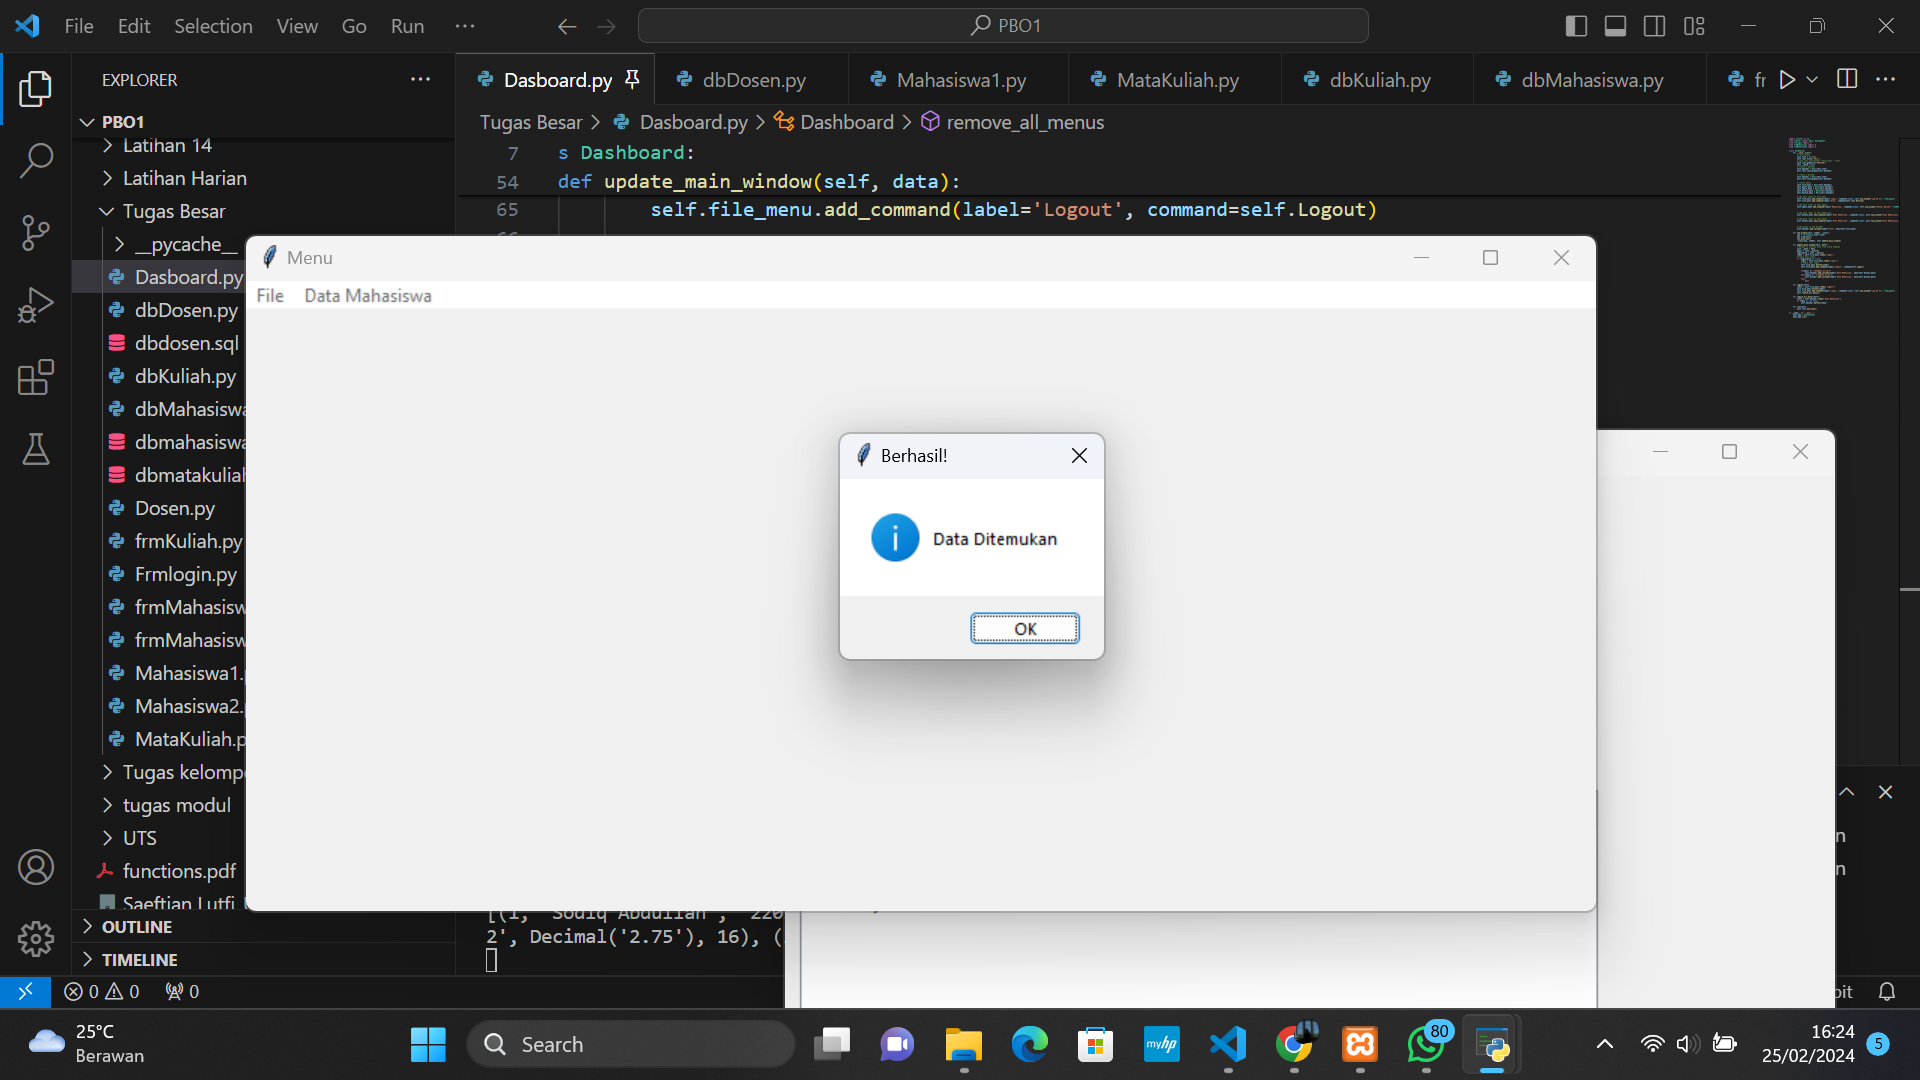 File Edit Selection View Go Run
PBO1
EXPLORER
PBO1
Latihan 14
Latihan Harian
Tugas Besar
__pycache__
Dasboard.py
dbDosen.py
dbdosen.sql
dbKuliah.py
dbMahasiswa
dbmahasiswa
dbmatakuliah
Dosen.py
frmKuliah.py
Frmlogin.py
frmMahasisw
frmMahasisw
Mahasiswa1.
Mahasiswa2.
MataKuliah.p
Tugas kelomp
tugas modul
UTS
functions.pdf
Saeftian Lutfi
OUTLINE
TIMELINE
Dasboard.py dbDosen.py Mahasiswa1.py MataKuliah.py dbKuliah.py dbMahasiswa.py fr
Tugas Besar > Dasboard.py > Dashboard > remove_all_menus
7 s Dashboard:
54 def update_main_window(self, data):
65 self.file_menu.add_command(label='Logout', command=self.Logout)
Menu
File Data Mahasiswa
Berhasil!
Data Ditemukan
OK
[(1, 'Sodiq Abdullah', '220
2', Decimal('2.75'), 16), (
n
n
0 0 0
bit
25°C
Berawan
Search
myhp
80
16:24
25/02/2024
5